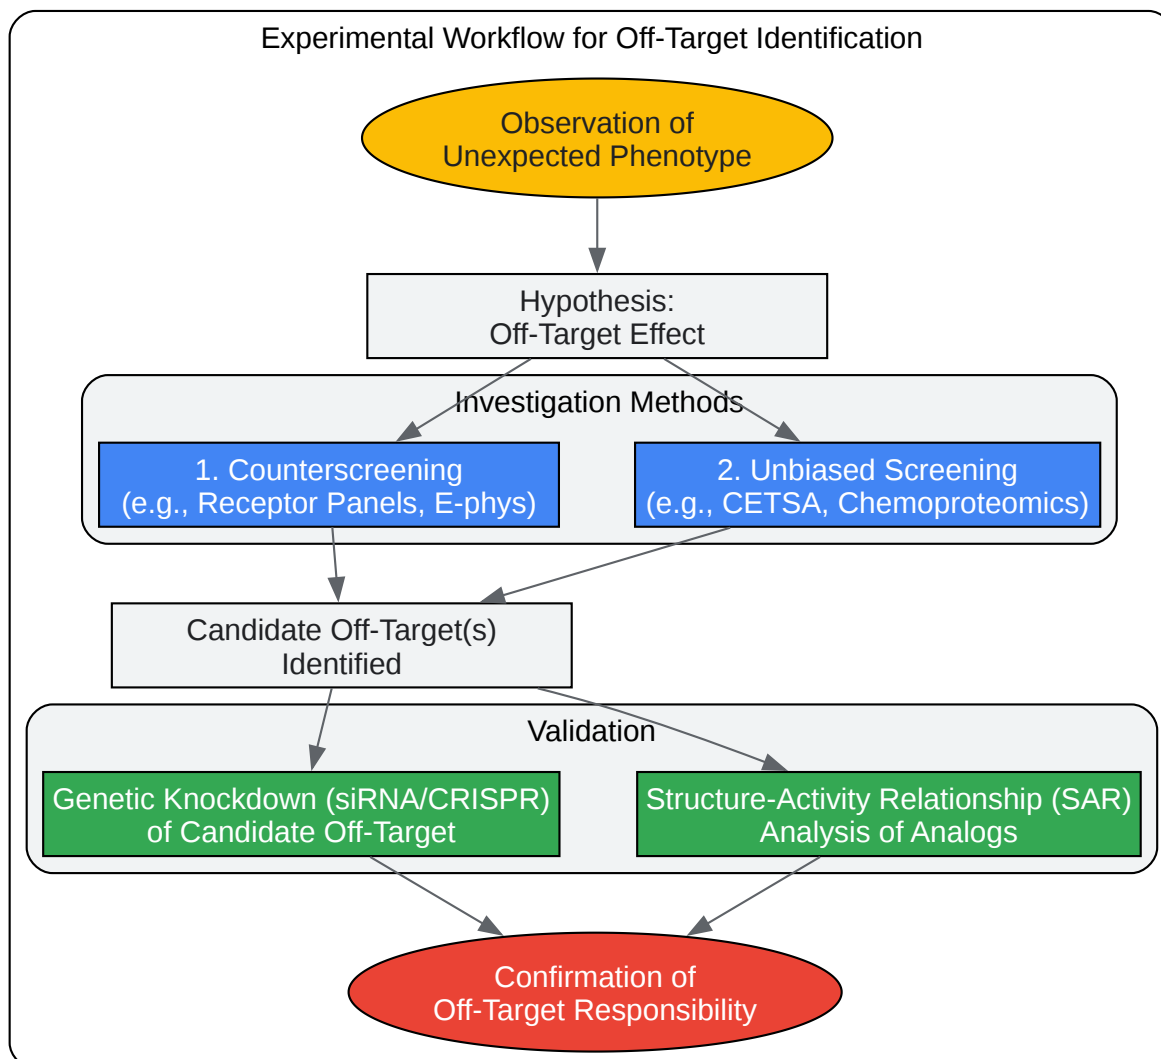 Experimental Workflow for Off-Target Identification
Observation of
Unexpected Phenotype
Hypothesis:
Off-Target Effect
Investigation Methods
1. Counterscreening
(e.g., Receptor Panels, E-phys)
2. Unbiased Screening
(e.g., CETSA, Chemoproteomics)
Candidate Off-Target(s)
Identified
Validation
Genetic Knockdown (siRNA/CRISPR)
of Candidate Off-Target
Structure-Activity Relationship (SAR)
Analysis of Analogs
Confirmation of
Off-Target Responsibility